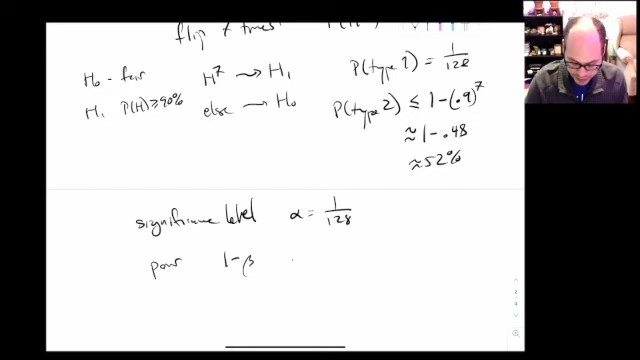 flip 7 times
H₀ - fair H⁷ ⟿ H₁ P(type 1) = 1/128
H₁ P(H) ≥ 90% else ⟿ H₀ P(type 2) ≤ 1-(.9)⁷
≈ 1 - .48
≈ 52%
significance level α = 1/128
power 1-β